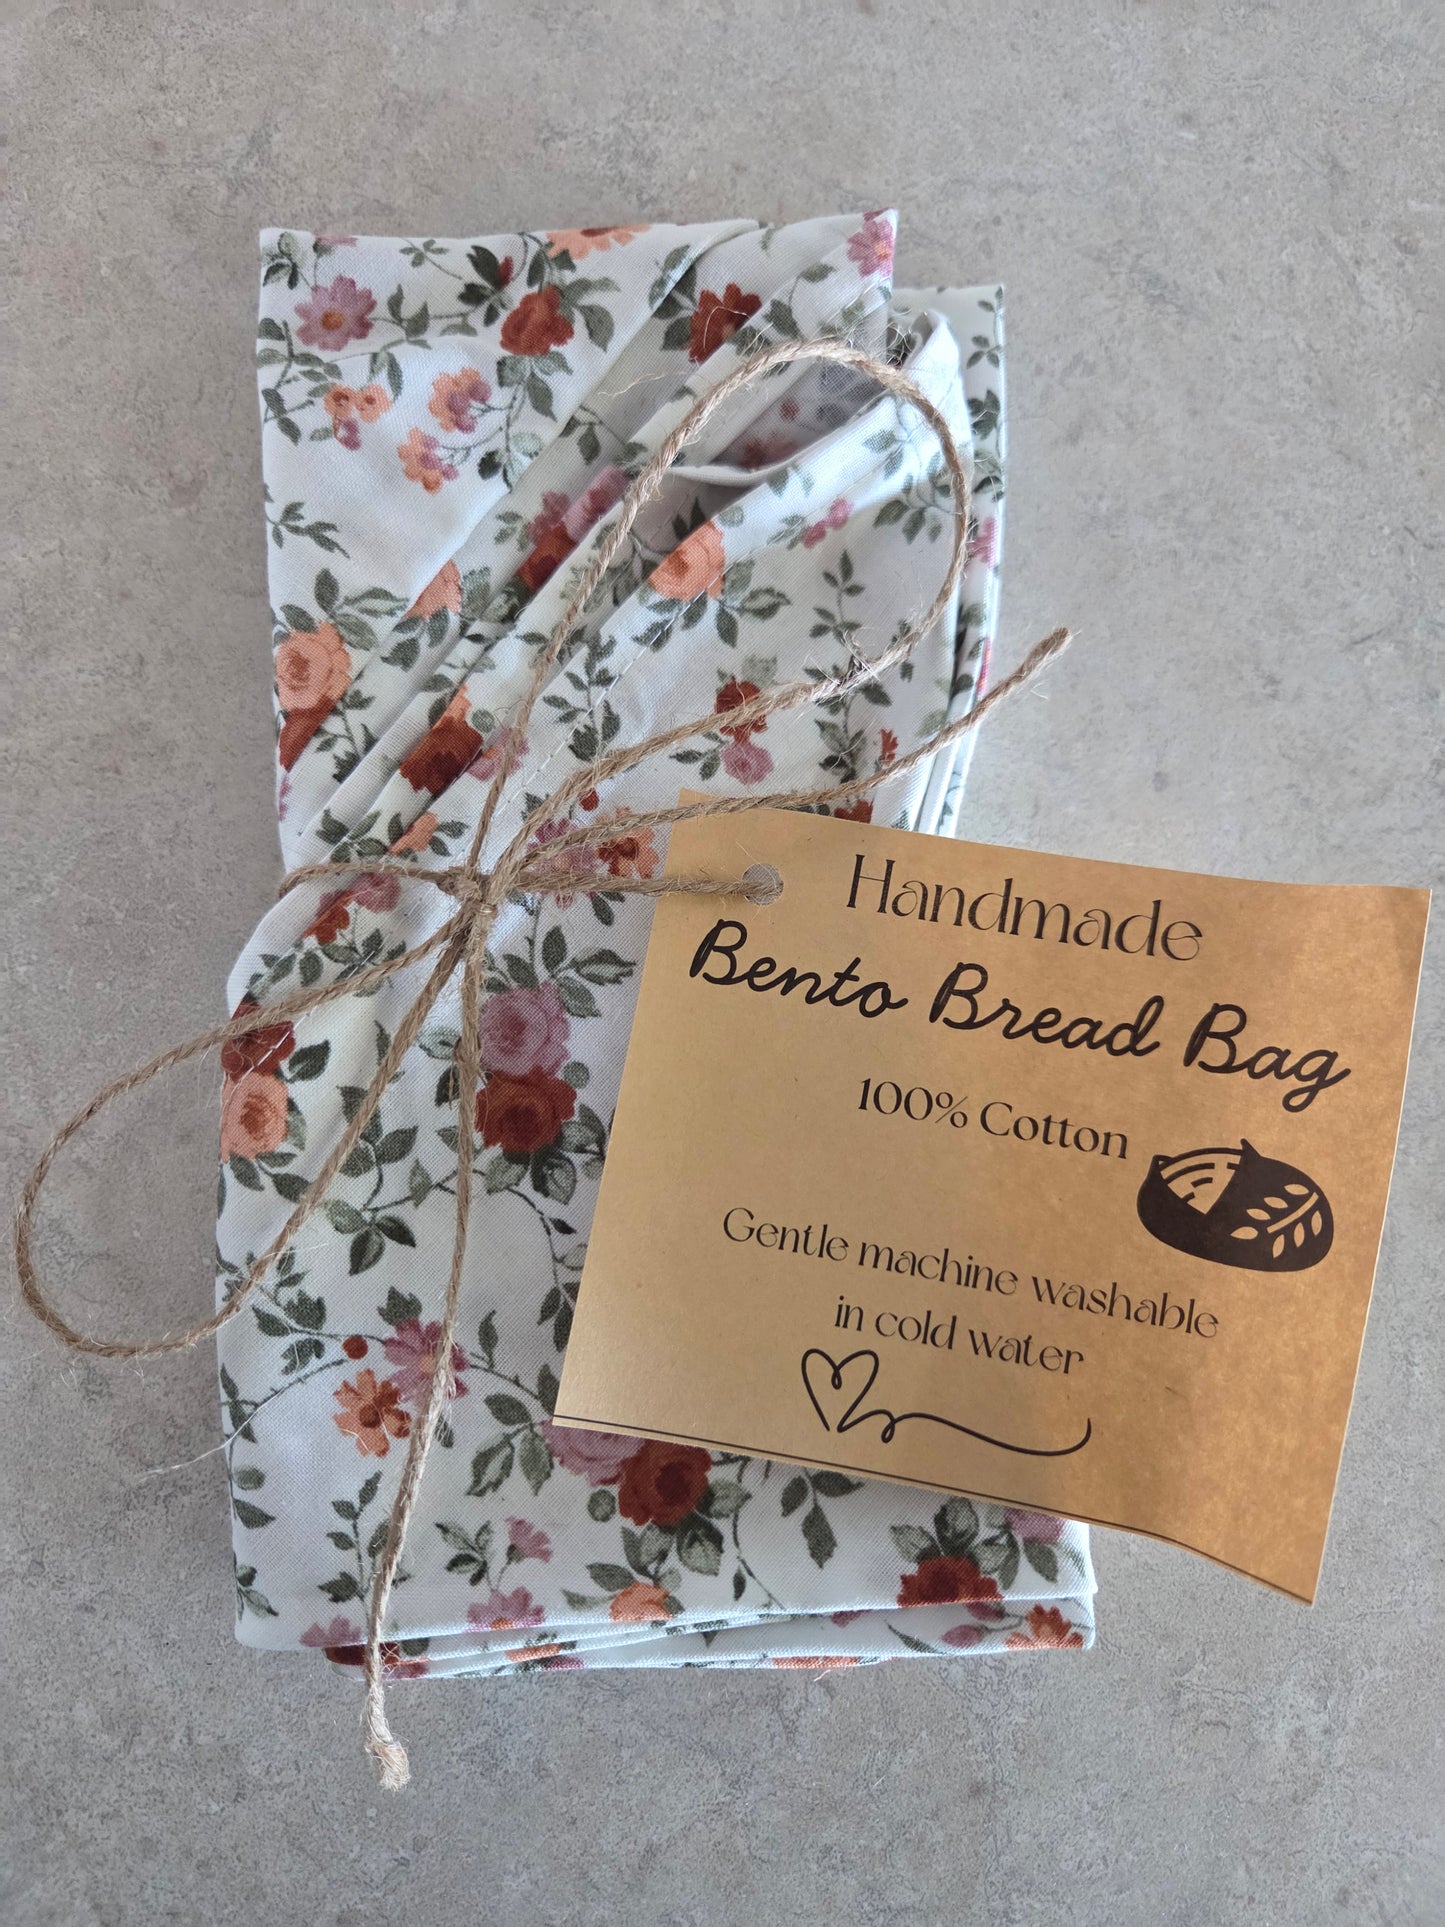 Handmade
Bento Bread Bag
100% Cotton
Gentle machine washable
in cold water